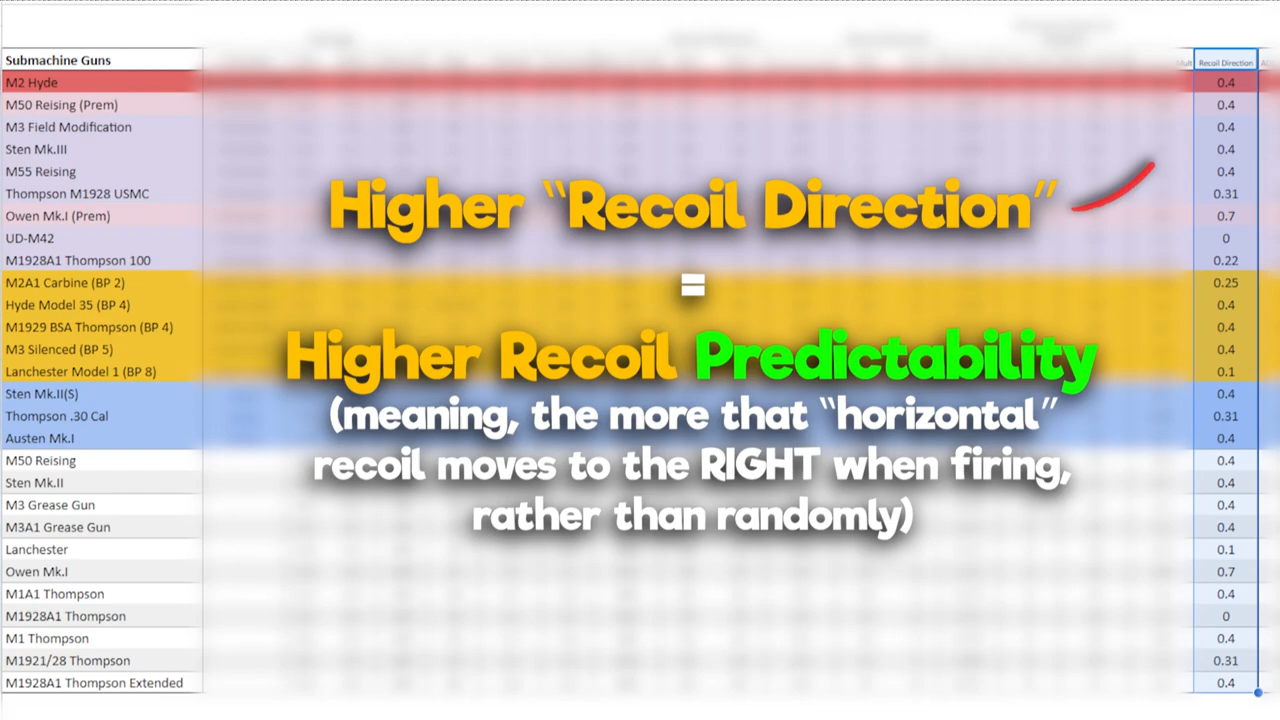 Submachine Guns
Recoil Direction
M2 Hyde 0.4
M50 Reising (Prem) 0.4
M3 Field Modification 0.4
Sten Mk.III 0.4
M55 Reising 0.4
Thompson M1928 USMC 0.31
Owen Mk.I (Prem) 0.7
UD-M42 0
M1928A1 Thompson 100 0.22
M2A1 Carbine (BP 2) 0.25
Hyde Model 35 (BP 4) 0.4
M1929 BSA Thompson (BP 4) 0.4
M3 Silenced (BP 5) 0.4
Lanchester Model 1 (BP 8) 0.1
Sten Mk.II(S) 0.4
Thompson .30 Cal 0.31
Austen Mk.I 0.4
M50 Reising 0.4
Sten Mk.II 0.4
M3 Grease Gun 0.4
M3A1 Grease Gun 0.4
Lanchester 0.1
Owen Mk.I 0.7
M1A1 Thompson 0.4
M1928A1 Thompson 0
M1 Thompson 0.4
M1921/28 Thompson 0.31
M1928A1 Thompson Extended 0.4
Higher “Recoil Direction”
=
Higher Recoil Predictability
(meaning, the more that “horizontal”
recoil moves to the RIGHT when firing,
rather than randomly)